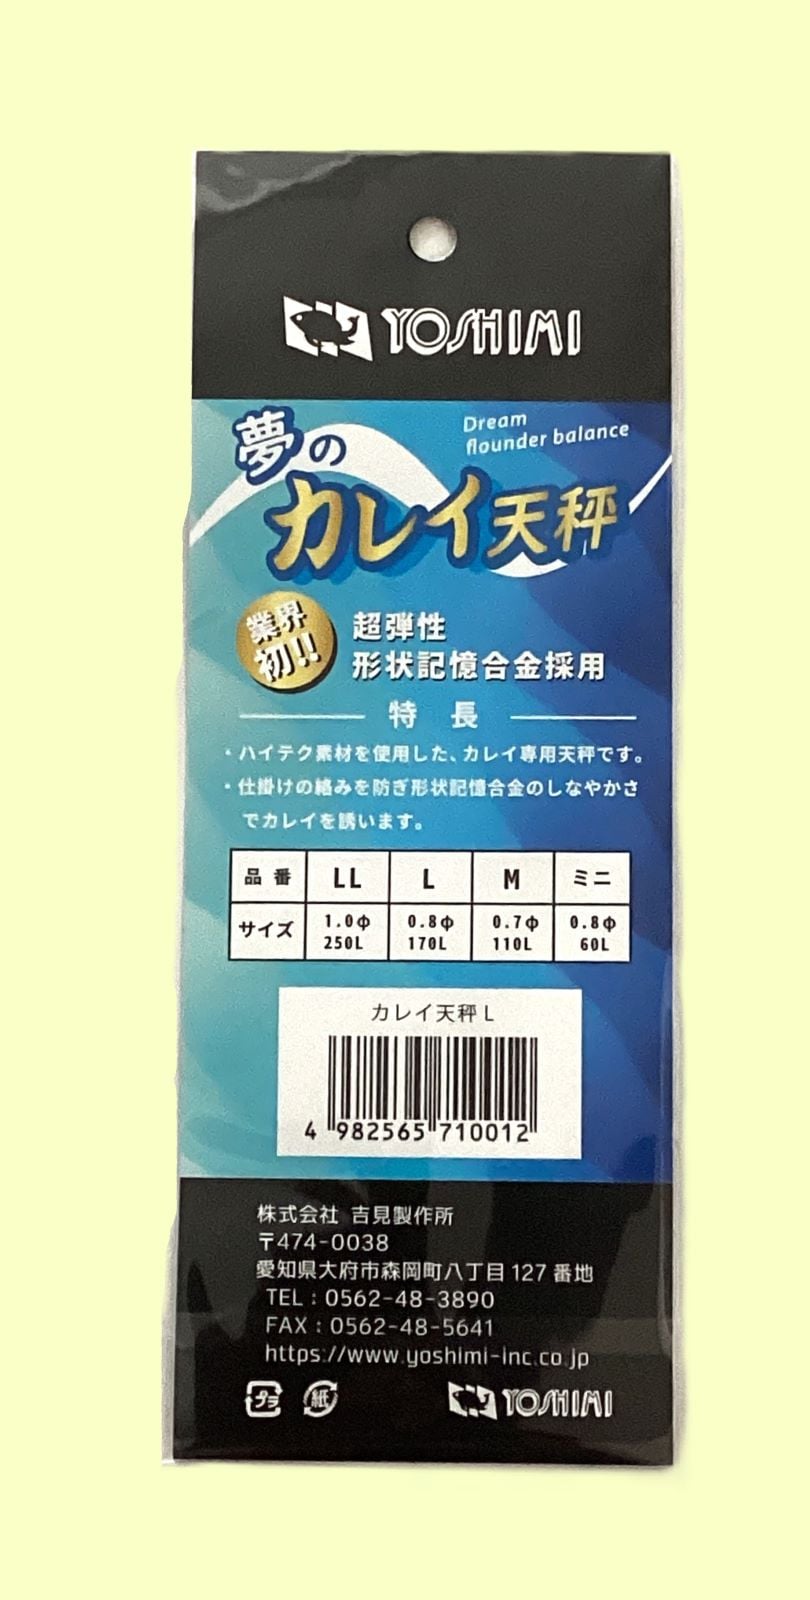 YOSHIMI
夢の
Dream
flounder balance
カレイ天秤
業界
初!!
超弾性
形状記憶合金採用
特 長
・ハイテク素材を使用した、カレイ専用天秤です。
・仕掛けの絡みを防ぎ形状記憶合金のしなやかさ
でカレイを誘います。
品 番 LL L M ミニ
サイズ 1.0Φ 0.8Φ 0.7Φ 0.8Φ
250L 170L 110L 60L
カレイ天秤 L
4 982565 710012
株式会社 吉見製作所
〒474-0038
愛知県大府市森岡町八丁目 127 番地
TEL：0562-48-3890
FAX：0562-48-5641
https://www.yoshimi-inc.co.jp
プラ 紙 YOSHIMI